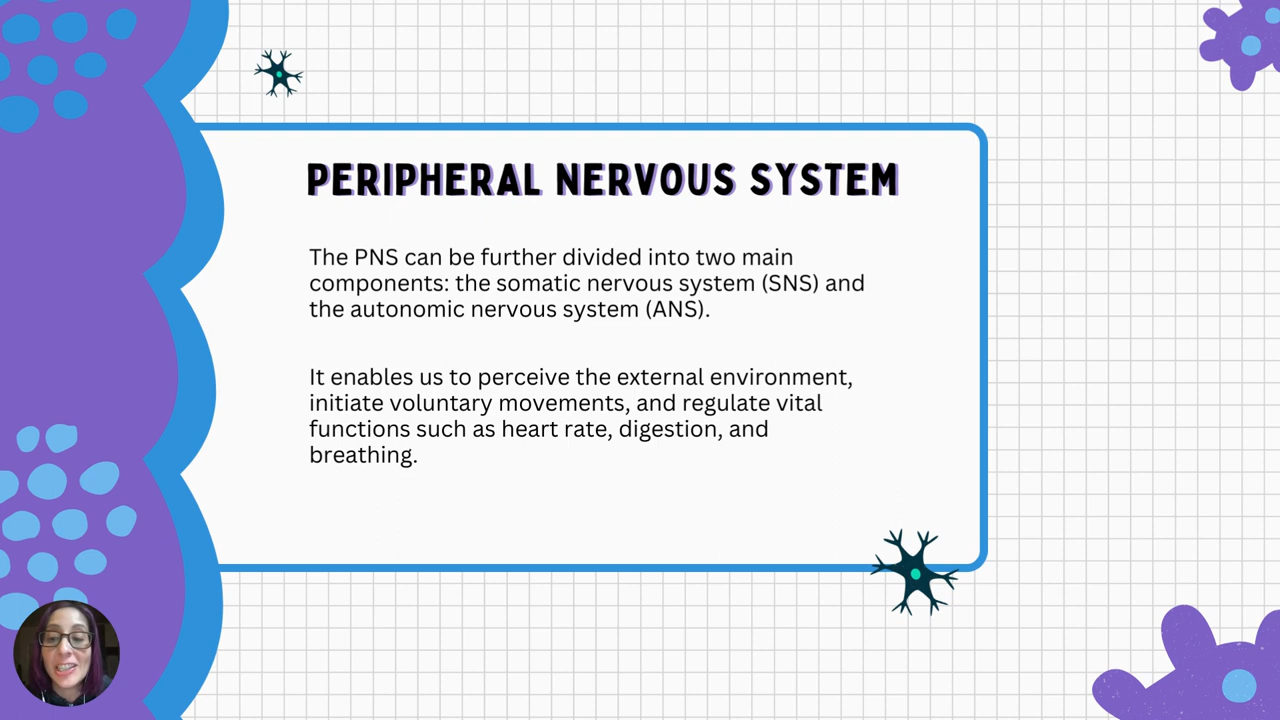 PERIPHERAL NERVOUS SYSTEM
The PNS can be further divided into two main
components: the somatic nervous system (SNS) and
the autonomic nervous system (ANS).
It enables us to perceive the external environment,
initiate voluntary movements, and regulate vital
functions such as heart rate, digestion, and
breathing.